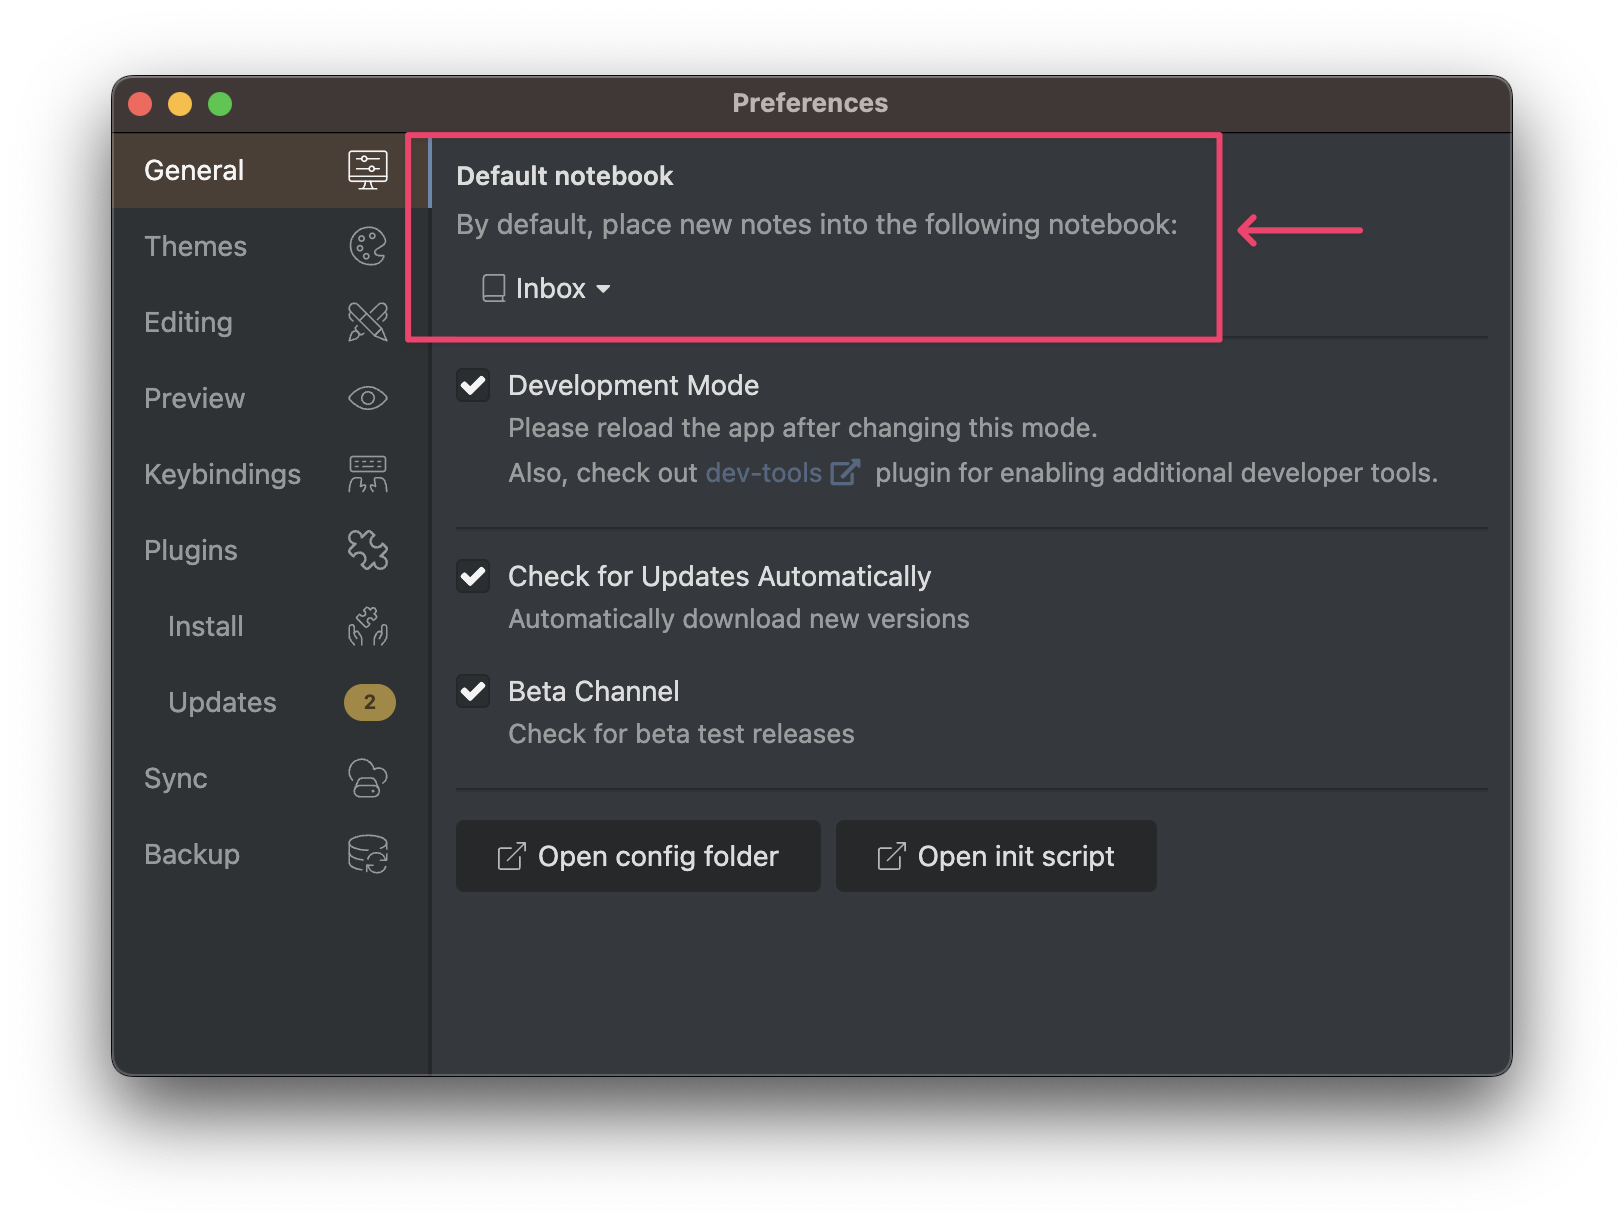 Preferences
General
Themes
Editing
Preview
Keybindings
Plugins
Install
Updates 2
Sync
Backup
Default notebook
By default, place new notes into the following notebook:
Inbox
Development Mode
Please reload the app after changing this mode.
Also, check out dev-tools plugin for enabling additional developer tools.
Check for Updates Automatically
Automatically download new versions
Beta Channel
Check for beta test releases
Open config folder
Open init script